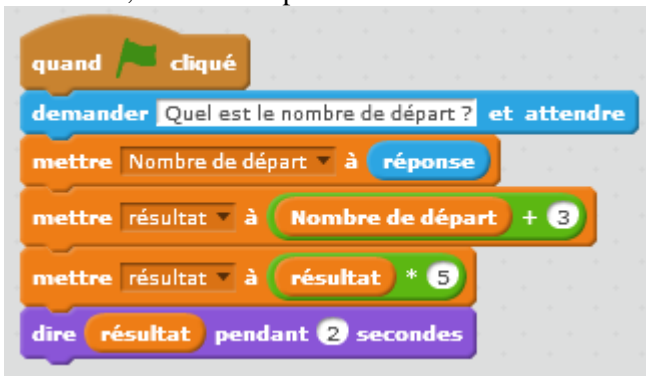 quand cliqué
demander Quel est le nombre de départ ? et attendre
mettre Nombre de départ à réponse
mettre résultat à Nombre de départ + 3
mettre résultat à résultat * 5
dire résultat pendant 2 secondes